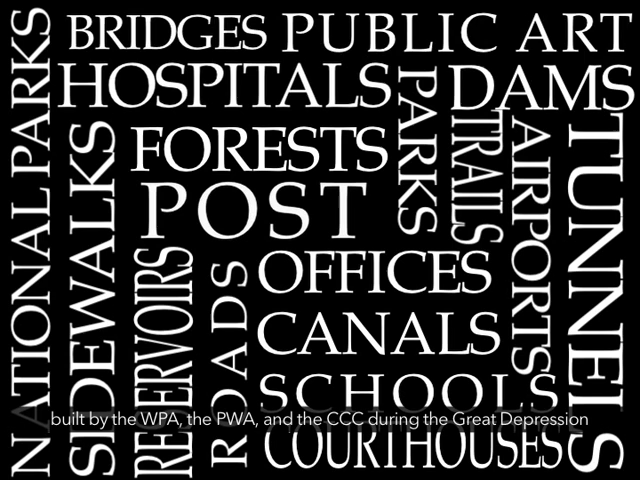 NATIONAL PARKS
BRIDGES
PUBLIC ART
HOSPITALS
PARKS
DAMS
SIDEWALKS
FORESTS
TRAILS
AIRPORTS
TUNNELS
POST
OFFICES
RESERVOIRS
ROADS
CANALS
SCHOOLS
built by the WPA, the PWA, and the CCC during the Great Depression
COURTHOUSES